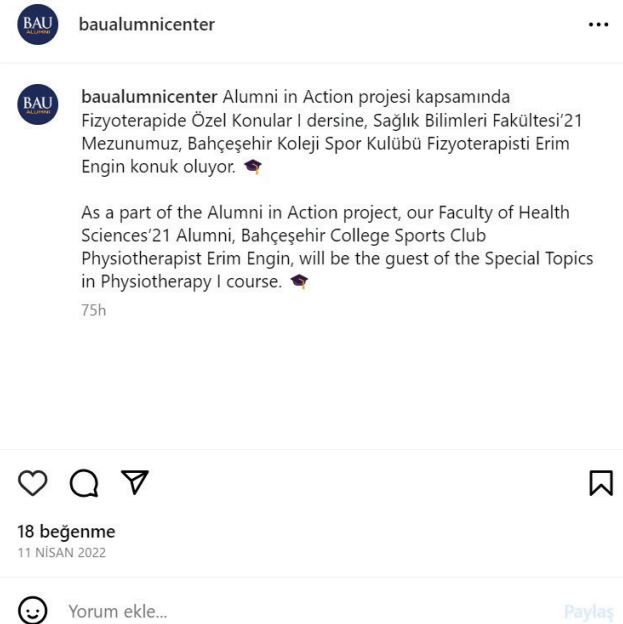 BAU
ALUMNI
baualumnicenter
BAU
ALUMNI
baualumnicenter Alumni in Action projesi kapsamında
Fizyoterapide Özel Konular I dersine, Sağlık Bilimleri Fakültesi’21
Mezunumuz, Bahçeşehir Koleji Spor Kulübü Fizyoterapisti Erim
Engin konuk oluyor.
As a part of the Alumni in Action project, our Faculty of Health
Sciences’21 Alumni, Bahçeşehir College Sports Club
Physiotherapist Erim Engin, will be the guest of the Special Topics
in Physiotherapy I course.
75h
18 beğenme
11 NİSAN 2022
Yorum ekle...
Paylaş